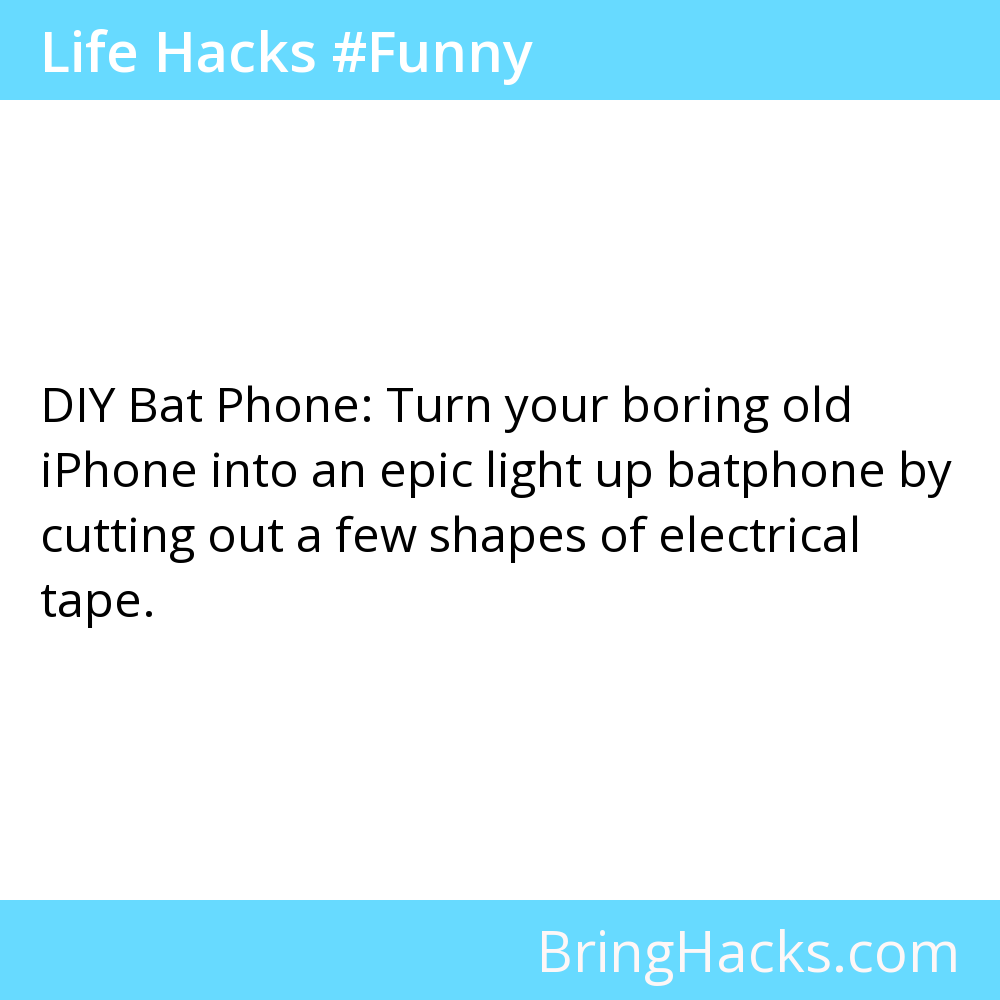 Life Hacks #Funny
DIY Bat Phone: Turn your boring old
iPhone into an epic light up batphone by
cutting out a few shapes of electrical
tape.
BringHacks.com